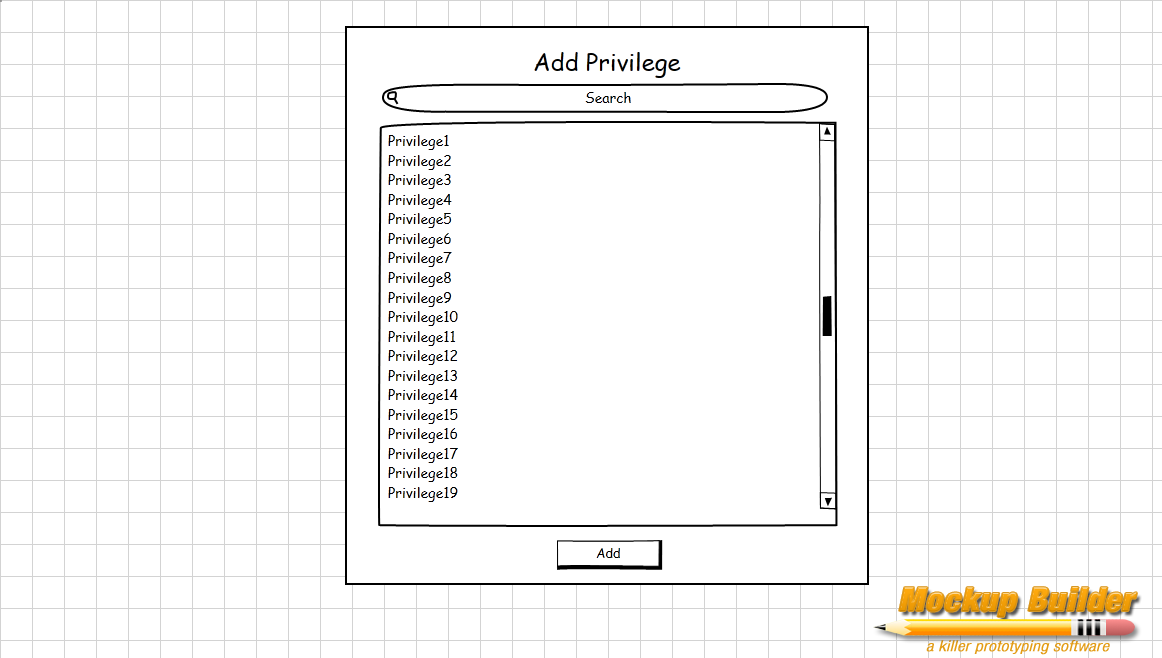 Add Privilege
Search
Privilege1
Privilege2
Privilege3
Privilege4
Privilege5
Privilege6
Privilege7
Privilege8
Privilege9
Privilege10
Privilege11
Privilege12
Privilege13
Privilege14
Privilege15
Privilege16
Privilege17
Privilege18
Privilege19
Add
Mockup Builder
a killer prototyping software